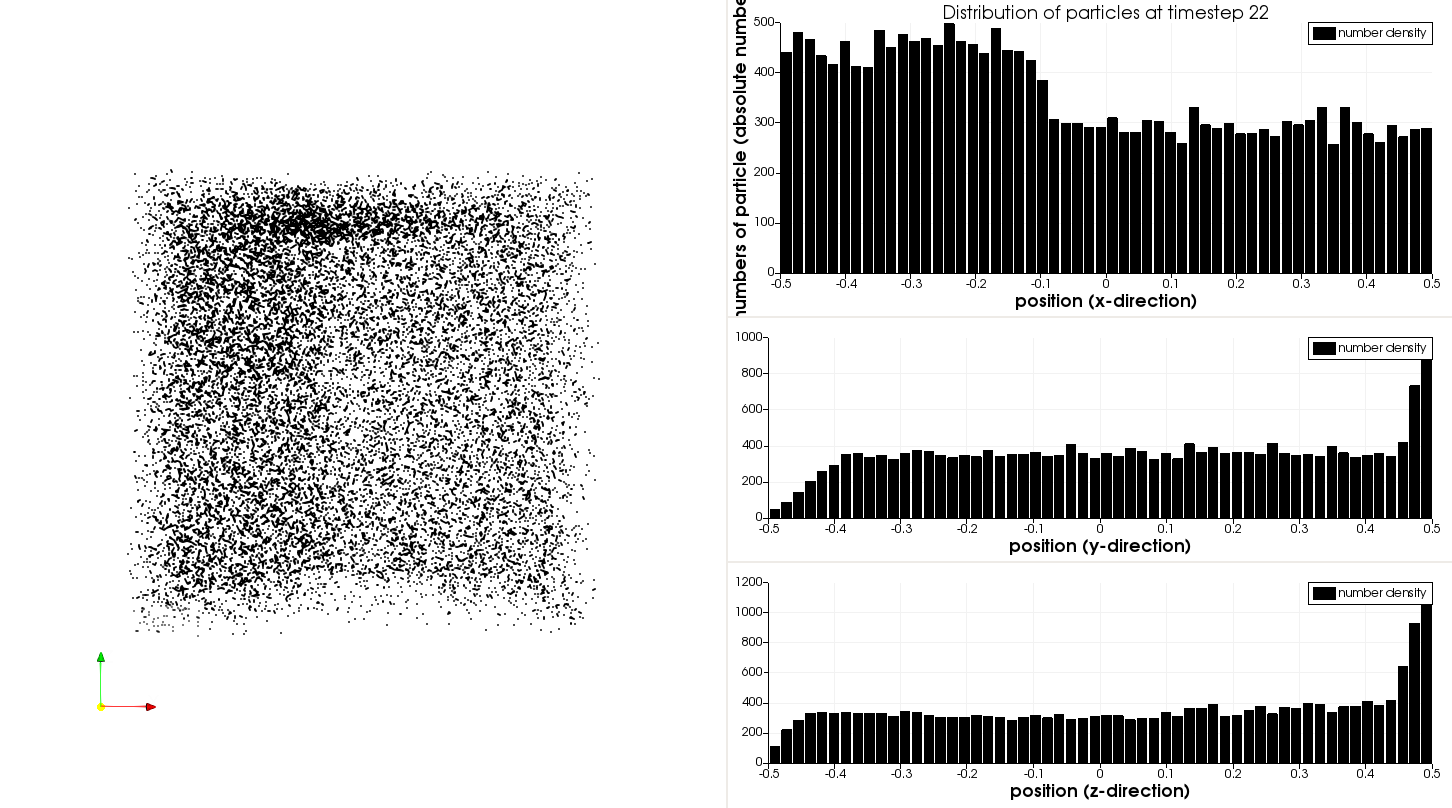 Distribution of particles at timestep 22
numbers of particle (absolute number
number density
500
400
300
200
100
0
-0.5 -0.4 -0.3 -0.2 -0.1 0 0.1 0.2 0.3 0.4 0.5
position (x-direction)
number density
1000
800
600
400
200
0
-0.5 -0.4 -0.3 -0.2 -0.1 0 0.1 0.2 0.3 0.4 0.5
position (y-direction)
number density
1200
1000
800
600
400
200
0
-0.5 -0.4 -0.3 -0.2 -0.1 0 0.1 0.2 0.3 0.4 0.5
position (z-direction)